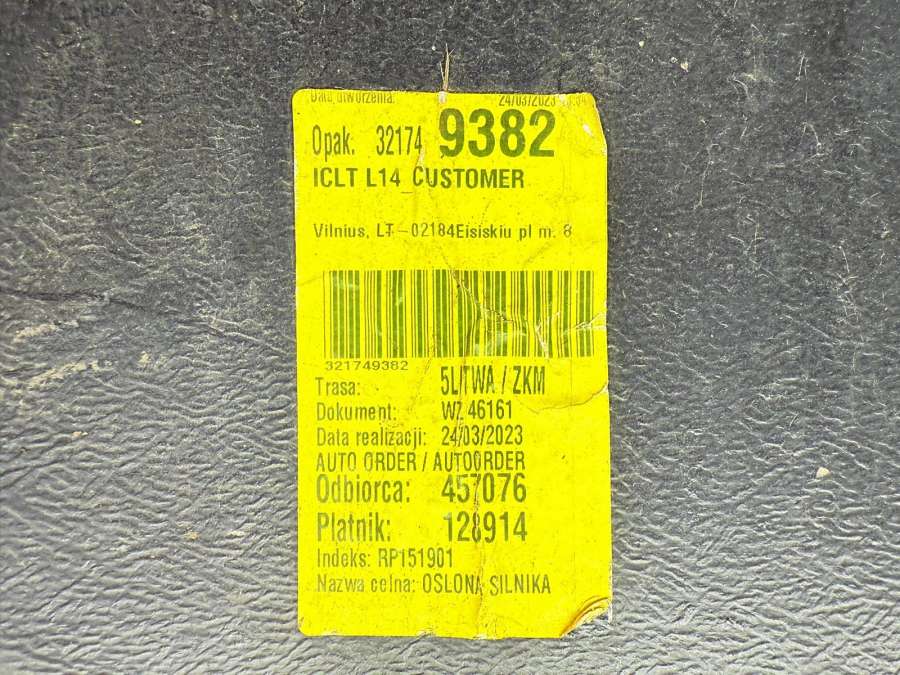 Data utworzenia: 24/03/2023
Opak. 32174 9382
ICLT L14_CUSTOMER
Vilnius, LT-02184Eisiskiu pl m. 8
321749382
Trasa: 5LITWA / ZKM
Dokument: WZ 46161
Data realizacji: 24/03/2023
AUTO ORDER / AUTOORDER
Odbiorca: 457076
Platnik: 128914
Indeks: RP151901
Nazwa celna: OSLONA SILNIKA